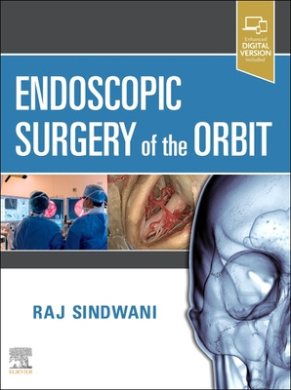 Enhanced
DIGITAL
VERSION
Included
ENDOSCOPIC
SURGERY of the ORBIT
RAJ SINDWANI
ELSEVIER